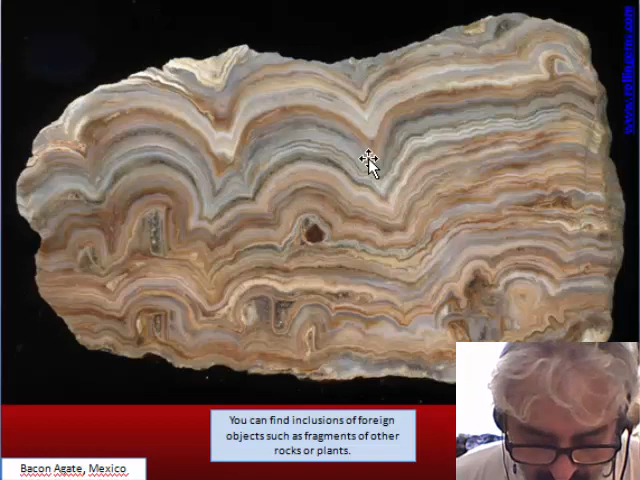 You can find inclusions of foreign
objects such as fragments of other
rocks or plants.
Bacon Agate, Mexico